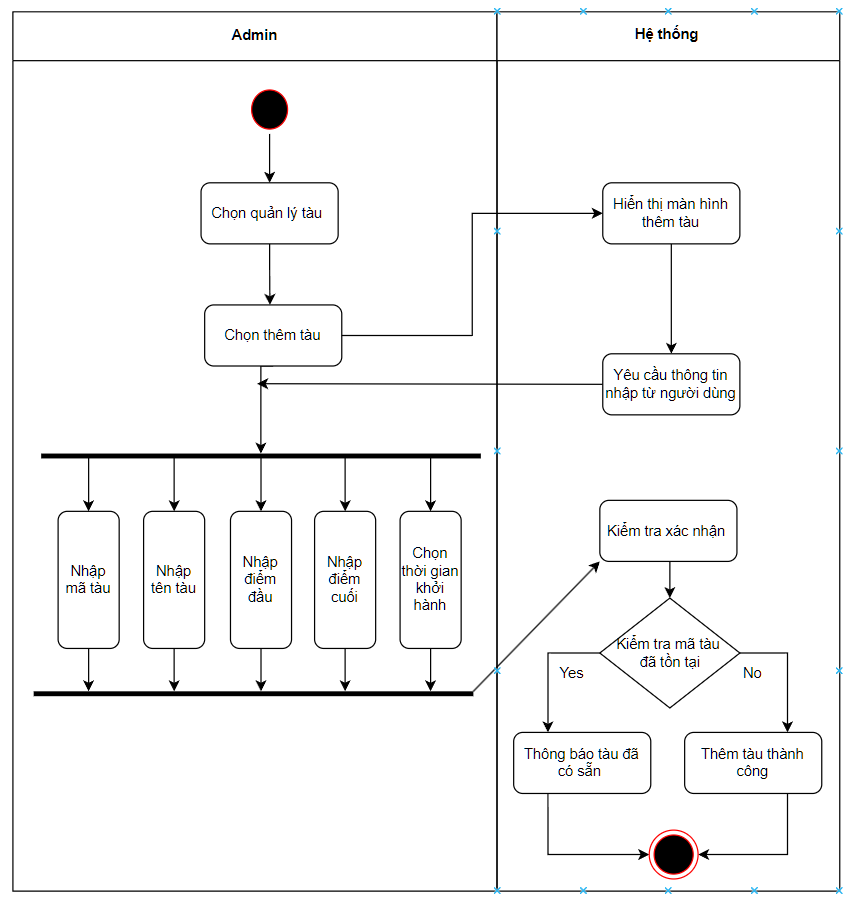 Admin
Hệ thống
Chọn quản lý tàu
Hiển thị màn hình
thêm tàu
Chọn thêm tàu
Yêu cầu thông tin
nhập từ người dùng
Nhập
mã tàu
Nhập
tên tàu
Nhập
điểm
đầu
Nhập
điểm
cuối
Chọn
thời gian
khởi
hành
Kiểm tra xác nhận
Kiểm tra mã tàu
đã tồn tại
Yes
No
Thông báo tàu đã
có sẵn
Thêm tàu thành
công